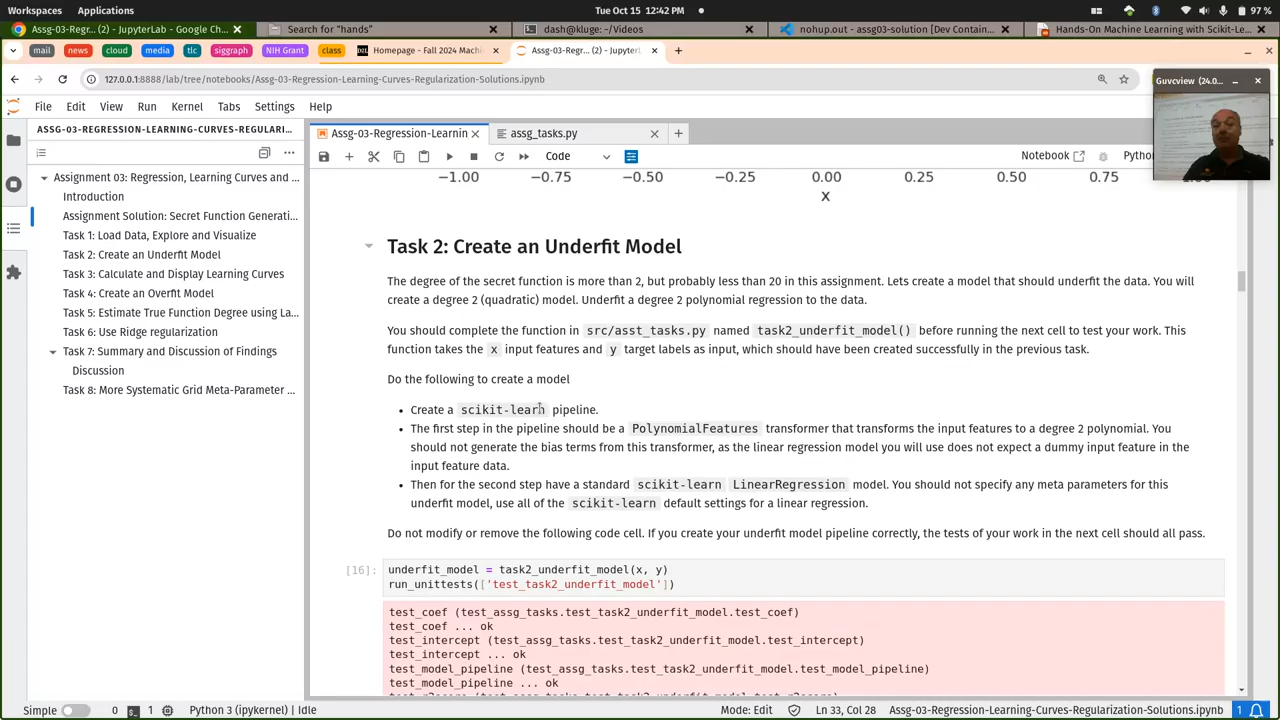 Workspaces Applications Tue Oct 15 12:42 PM 97 %
Assg-03-Regr... (2) - JupyterLab - Google Ch... Search for “hands” dash@kluge: ~/Videos nohup.out - assg03-solution [Dev Contain... Hands-On Machine Learning with Scikit-Le...
mail news cloud media tlc siggraph NIH Grant class Homepage - Fall 2024 Machi Assg-03-Regr... (2) - Jupyter
127.0.0.1:8888/lab/tree/notebooks/Assg-03-Regression-Learning-Curves-Regularization-Solutions.ipynb
Guvcview (24.0...
File Edit View Run Kernel Tabs Settings Help
ASSG-03-REGRESSION-LEARNING-CURVES-REGULARI...
Assg-03-Regression-Learnin assg_tasks.py
Code Notebook Python
Assignment 03: Regression, Learning Curves and ...
Introduction
Assignment Solution: Secret Function Generati...
Task 1: Load Data, Explore and Visualize
Task 2: Create an Underfit Model
Task 3: Calculate and Display Learning Curves
Task 4: Create an Overfit Model
Task 5: Estimate True Function Degree using La...
Task 6: Use Ridge regularization
Task 7: Summary and Discussion of Findings
Discussion
Task 8: More Systematic Grid Meta-Parameter ...
−1.00 −0.75 −0.50 −0.25 0.00 0.25 0.50 0.75
x
Task 2: Create an Underfit Model
The degree of the secret function is more than 2, but probably less than 20 in this assignment. Lets create a model that should underfit the data. You will
create a degree 2 (quadratic) model. Underfit a degree 2 polynomial regression to the data.
You should complete the function in src/asst_tasks.py named task2_underfit_model() before running the next cell to test your work. This
function takes the x input features and y target labels as input, which should have been created successfully in the previous task.
Do the following to create a model
• Create a scikit-learn pipeline.
• The first step in the pipeline should be a PolynomialFeatures transformer that transforms the input features to a degree 2 polynomial. You
should not generate the bias terms from this transformer, as the linear regression model you will use does not expect a dummy input feature in the
input feature data.
• Then for the second step have a standard scikit-learn LinearRegression model. You should not specify any meta parameters for this
underfit model, use all of the scikit-learn default settings for a linear regression.
Do not modify or remove the following code cell. If you create your underfit model pipeline correctly, the tests of your work in the next cell should all pass.
[16]: underfit_model = task2_underfit_model(x, y)
run_unittests(['test_task2_underfit_model'])
test_coef (test_assg_tasks.test_task2_underfit_model.test_coef)
test_coef ... ok
test_intercept (test_assg_tasks.test_task2_underfit_model.test_intercept)
test_intercept ... ok
test_model_pipeline (test_assg_tasks.test_task2_underfit_model.test_model_pipeline)
test_model_pipeline ... ok
Simple 0 1 Python 3 (ipykernel) | Idle Mode: Edit Ln 33, Col 28 Assg-03-Regression-Learning-Curves-Regularization-Solutions.ipynb 1